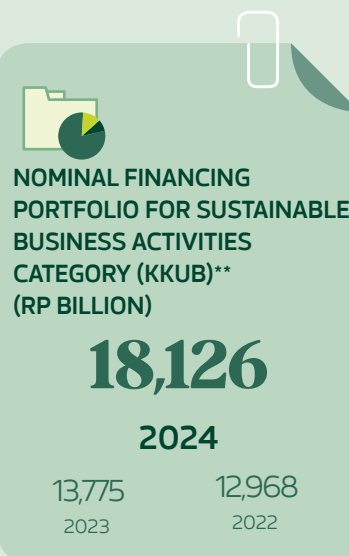 NOMINAL FINANCING
PORTFOLIO FOR SUSTAINABLE
BUSINESS ACTIVITIES
CATEGORY (KKUB)**
(RP BILLION)
18,126
2024
13,775 12,968
2023 2022